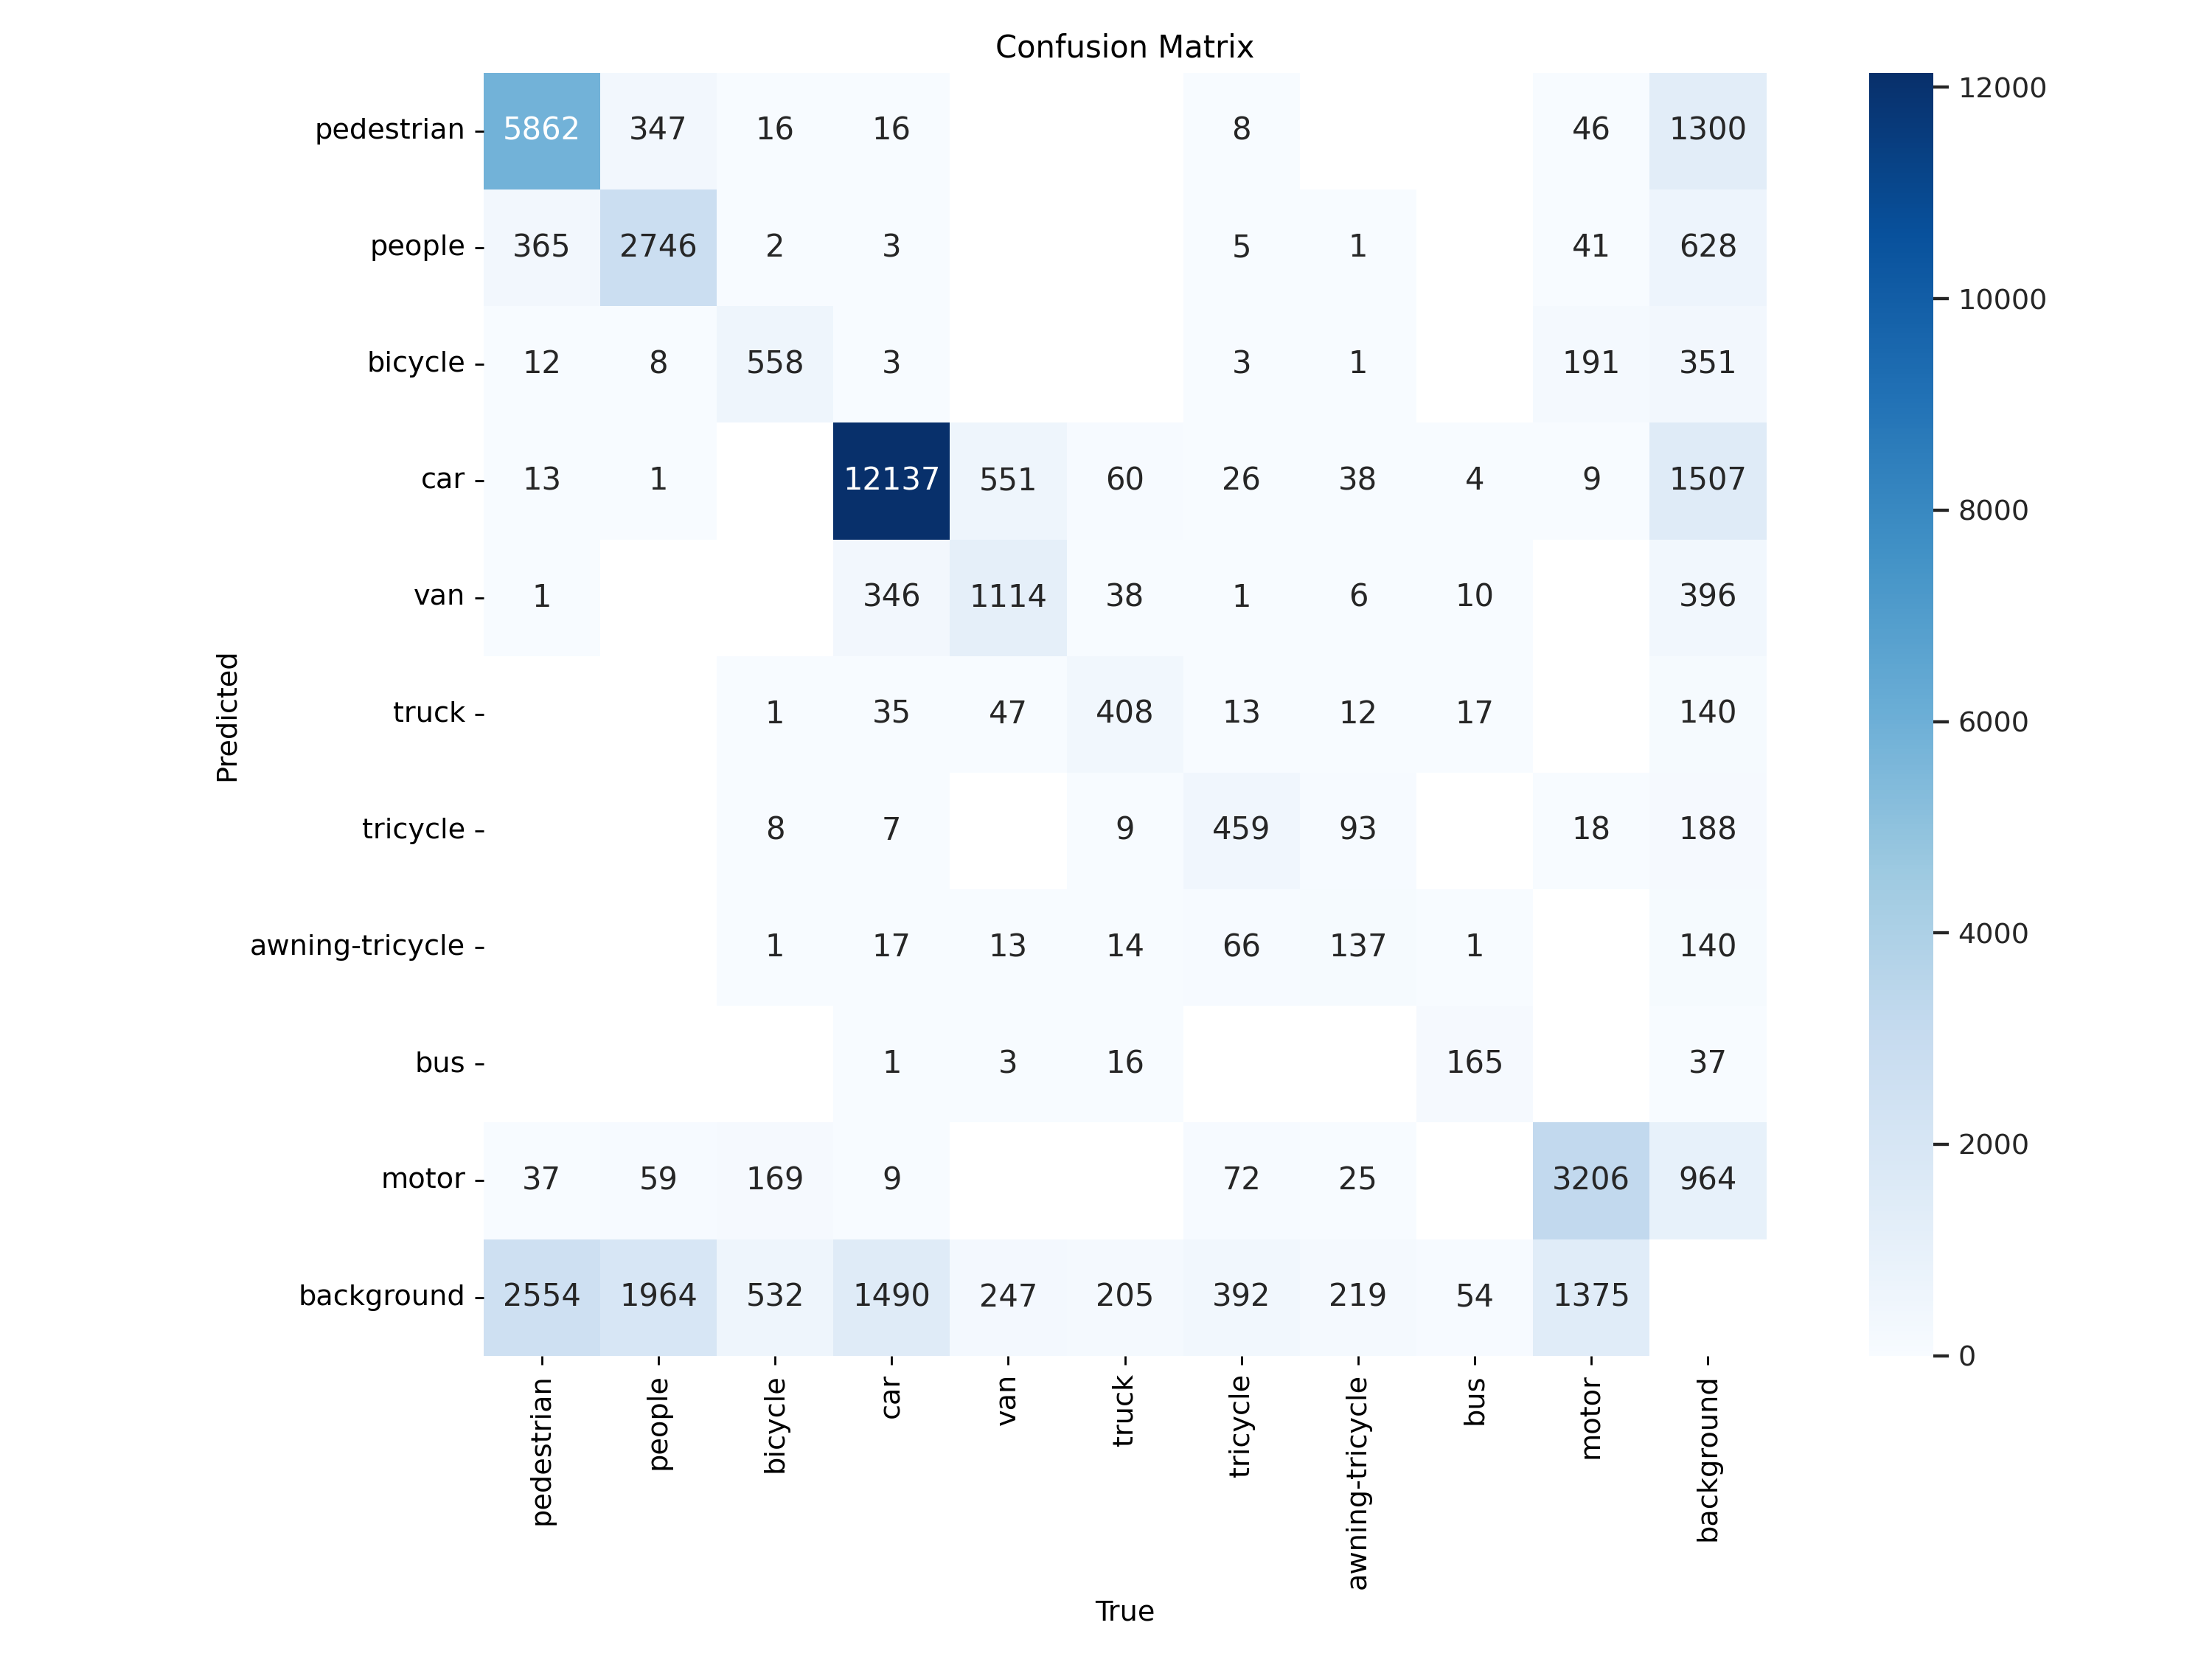 Confusion Matrix
pedestrian 5862 347 16 16 8 46 1300
people 365 2746 2 3 5 1 41 628
bicycle 12 8 558 3 3 1 191 351
car 13 1 12137 551 60 26 38 4 9 1507
van 1 346 1114 38 1 6 10 396
truck 1 35 47 408 13 12 17 140
tricycle 8 7 9 459 93 18 188
awning-tricycle 1 17 13 14 66 137 1 140
bus 1 3 16 165 37
motor 37 59 169 9 72 25 3206 964
background 2554 1964 532 1490 247 205 392 219 54 1375
Predicted
pedestrian people bicycle car van truck tricycle awning-tricycle bus motor background
True
12000
10000
8000
6000
4000
2000
0